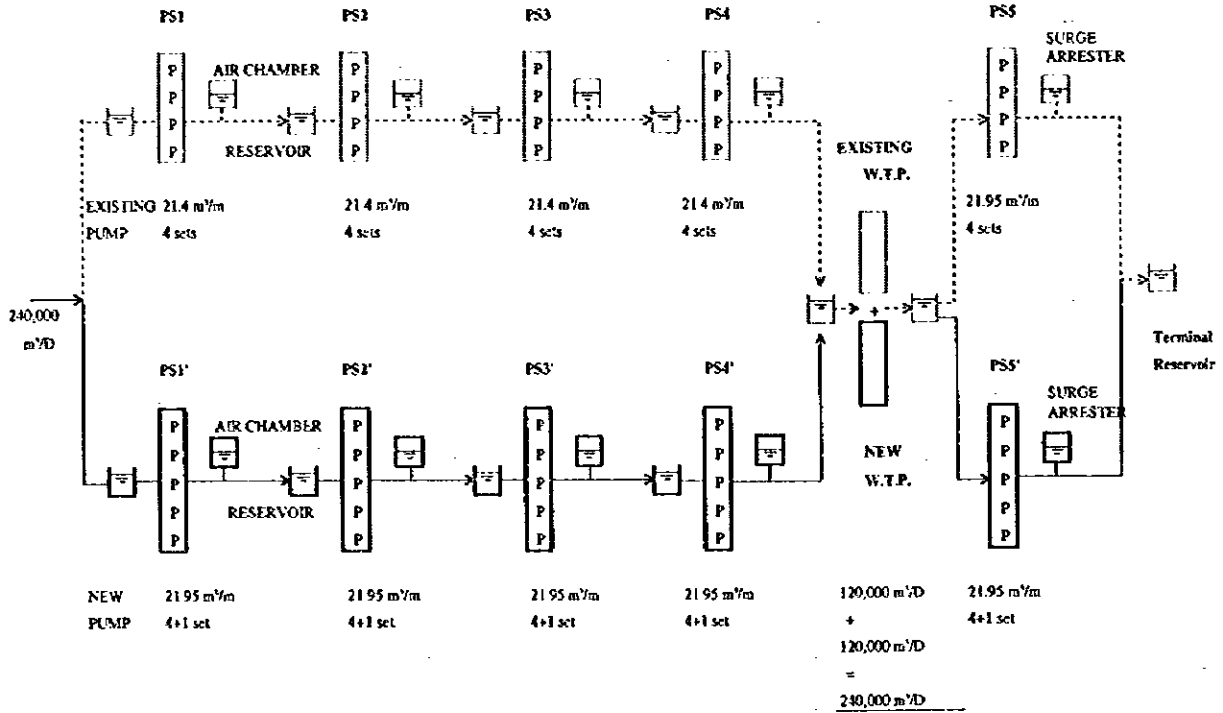 PS1 PS2 PS3 PS4 PS5
SURGE
ARRESTER
AIR CHAMBER
P P P P P
P P P P P
P P P P P
P P P P P
RESERVOIR
EXISTING
W.T.P.
EXISTING 21.4 m³/m 21.4 m³/m 21.4 m³/m 21.4 m³/m 21.95 m³/m
PUMP 4 sets 4 sets 4 sets 4 sets 4 sets
240,000
m³/D
+
Terminal
Reservoir
PS1' PS2' PS3' PS4' PS5'
SURGE
ARRESTER
AIR CHAMBER
P P P P P
P P P P P
P P P P P
P P P P P
P P P P P
RESERVOIR
NEW
W.T.P.
NEW 21.95 m³/m 21.95 m³/m 21.95 m³/m 21.95 m³/m 120,000 m³/D 21.95 m³/m
PUMP 4+1 set 4+1 set 4+1 set 4+1 set + 4+1 set
120,000 m³/D
=
240,000 m³/D